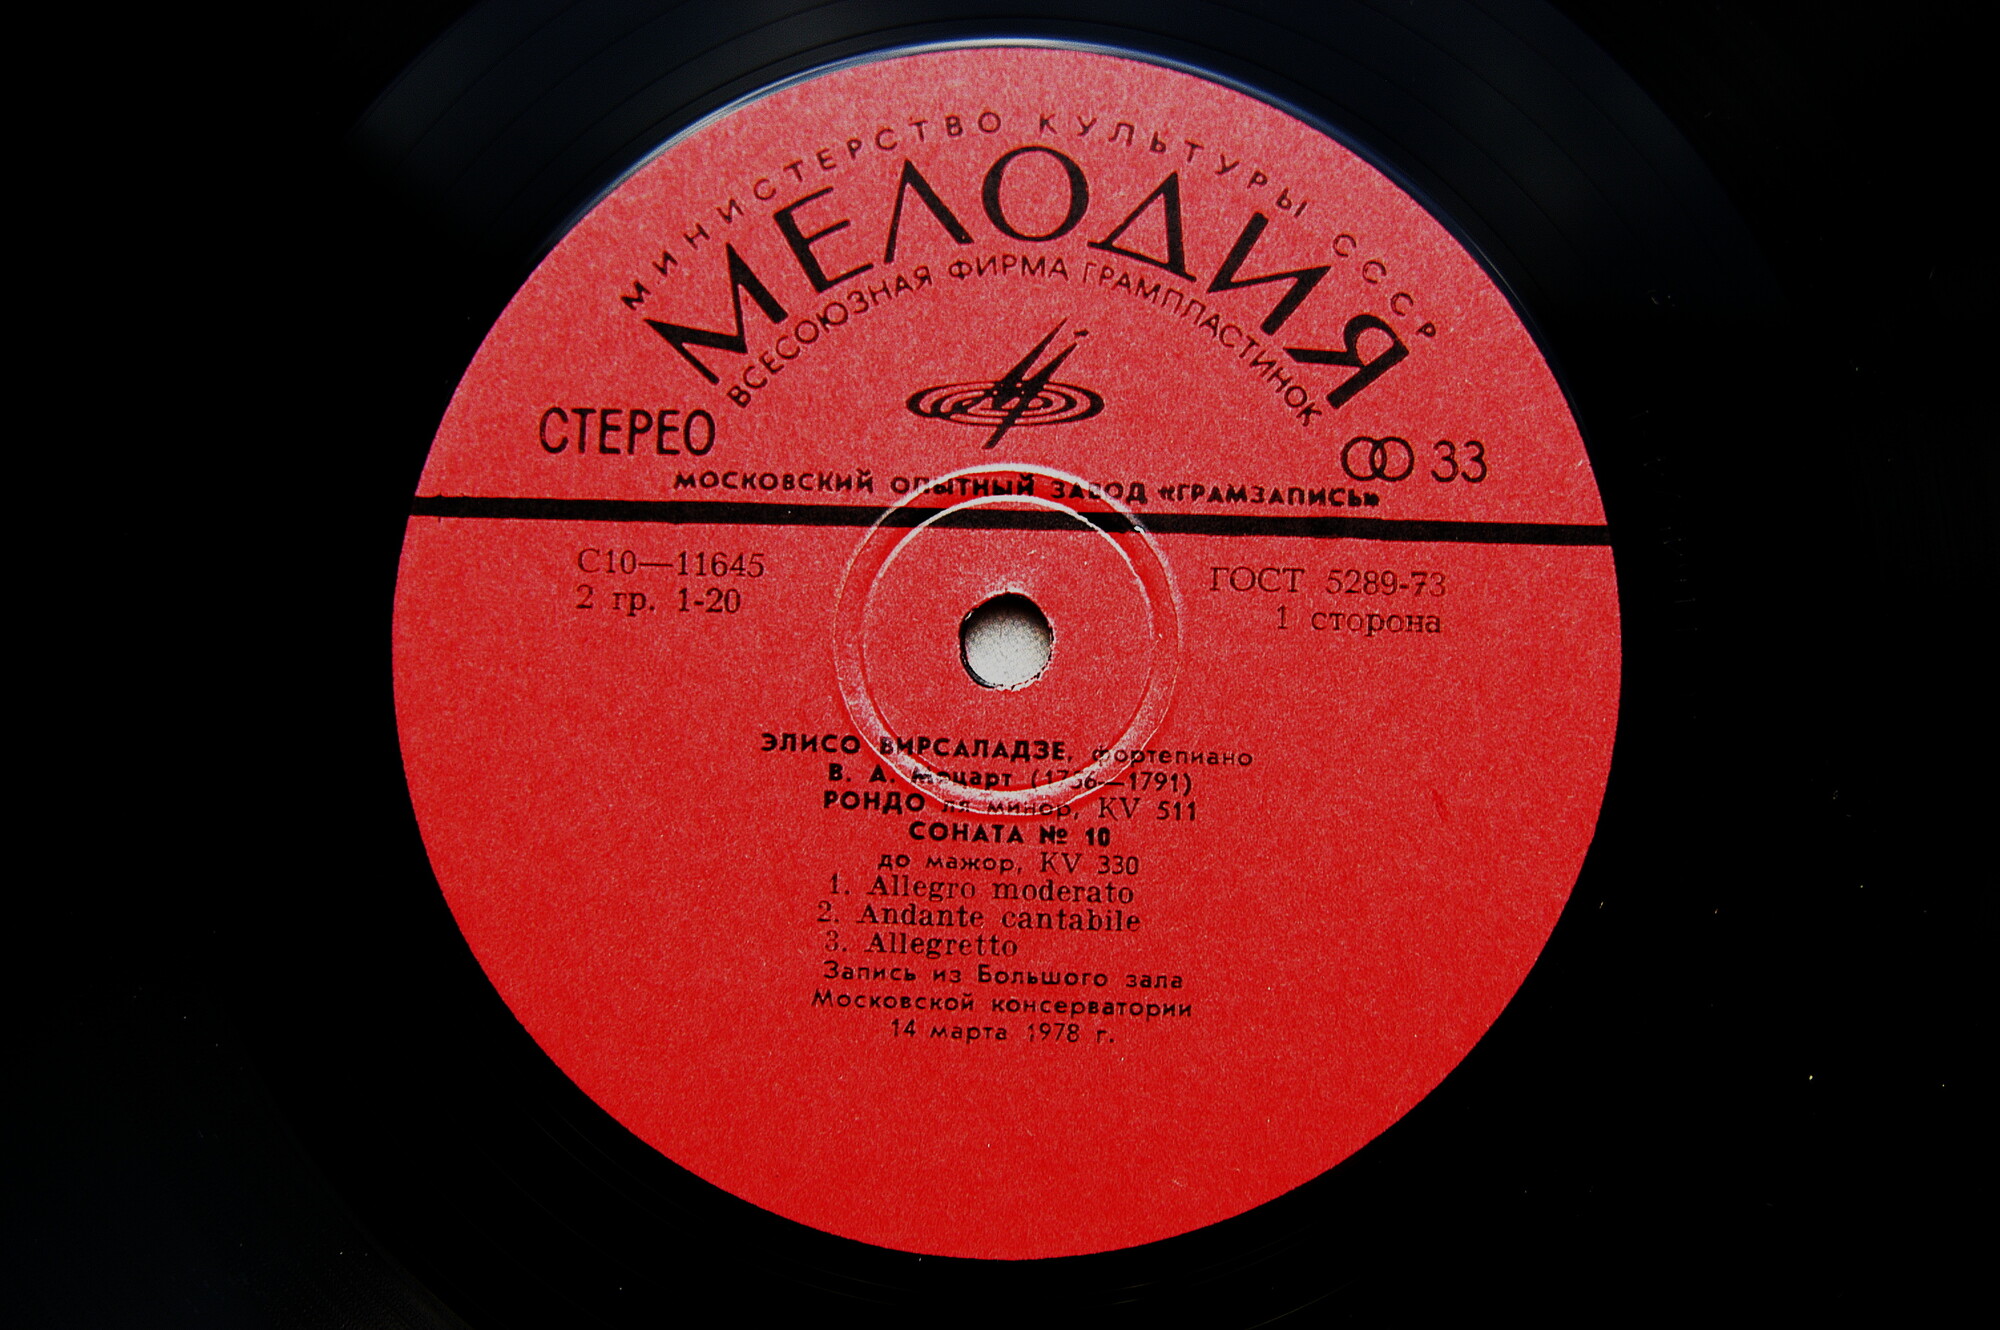 МИНИСТЕРСТВО КУЛЬТУРЫ СССР
МЕЛОДИЯ
ВСЕСОЮЗНАЯ ФИРМА ГРАМПЛАСТИНОК
СТЕРЕО
33
МОСКОВСКИЙ ОПЫТНЫЙ ЗАВОД «ГРАМЗАПИСЬ»
С10—11645
ГОСТ 5289-73
2 гр. 1-20
1 сторона
ЭЛИСО ВИРСАЛАДЗЕ, фортепиано
В. А. Моцарт (1756—1791)
РОНДО ля минор, KV 511
СОНАТА № 10
до мажор, KV 330
1. Allegro moderato
2. Andante cantabile
3. Allegretto
Запись из Большого зала
Московской консерватории
14 марта 1978 г.